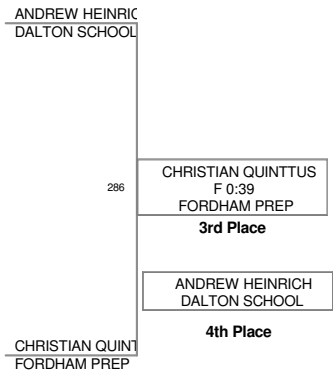 ANDREW HEINRIC
DALTON SCHOOL
286
CHRISTIAN QUINTTUS
F 0:39
FORDHAM PREP
3rd Place
ANDREW HEINRICH
DALTON SCHOOL
4th Place
CHRISTIAN QUINT
FORDHAM PREP